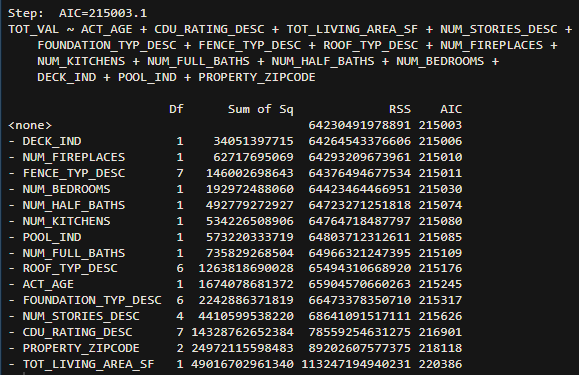 Step:  AIC=215003.1
TOT_VAL ~ ACT_AGE + CDU_RATING_DESC + TOT_LIVING_AREA_SF + NUM_STORIES_DESC +
    FOUNDATION_TYP_DESC + FENCE_TYP_DESC + ROOF_TYP_DESC + NUM_FIREPLACES +
    NUM_KITCHENS + NUM_FULL_BATHS + NUM_HALF_BATHS + NUM_BEDROOMS +
    DECK_IND + POOL_IND + PROPERTY_ZIPCODE
                      Df      Sum of Sq             RSS    AIC
<none>                                   64230491978891 215003
- DECK_IND             1    34051397715  64264543376606 215006
- NUM_FIREPLACES       1    62717695069  64293209673961 215010
- FENCE_TYP_DESC       7   146002698643  64376494677534 215011
- NUM_BEDROOMS         1   192972488060  64423464466951 215030
- NUM_HALF_BATHS       1   492779272927  64723271251818 215074
- NUM_KITCHENS         1   534226508906  64764718487797 215080
- POOL_IND             1   573220333719  64803712312611 215085
- NUM_FULL_BATHS       1   735829268504  64966321247395 215109
- ROOF_TYP_DESC        6  1263818690028  65494310668920 215176
- ACT_AGE              1  1674078681372  65904570660263 215245
- FOUNDATION_TYP_DESC  6  2242886371819  66473378350710 215317
- NUM_STORIES_DESC     4  4410599538220  68641091517111 215626
- CDU_RATING_DESC      7 14328762652384  78559254631275 216901
- PROPERTY_ZIPCODE     2 24972115598483  89202607577375 218118
- TOT_LIVING_AREA_SF   1 49016702961340 113247194940231 220386